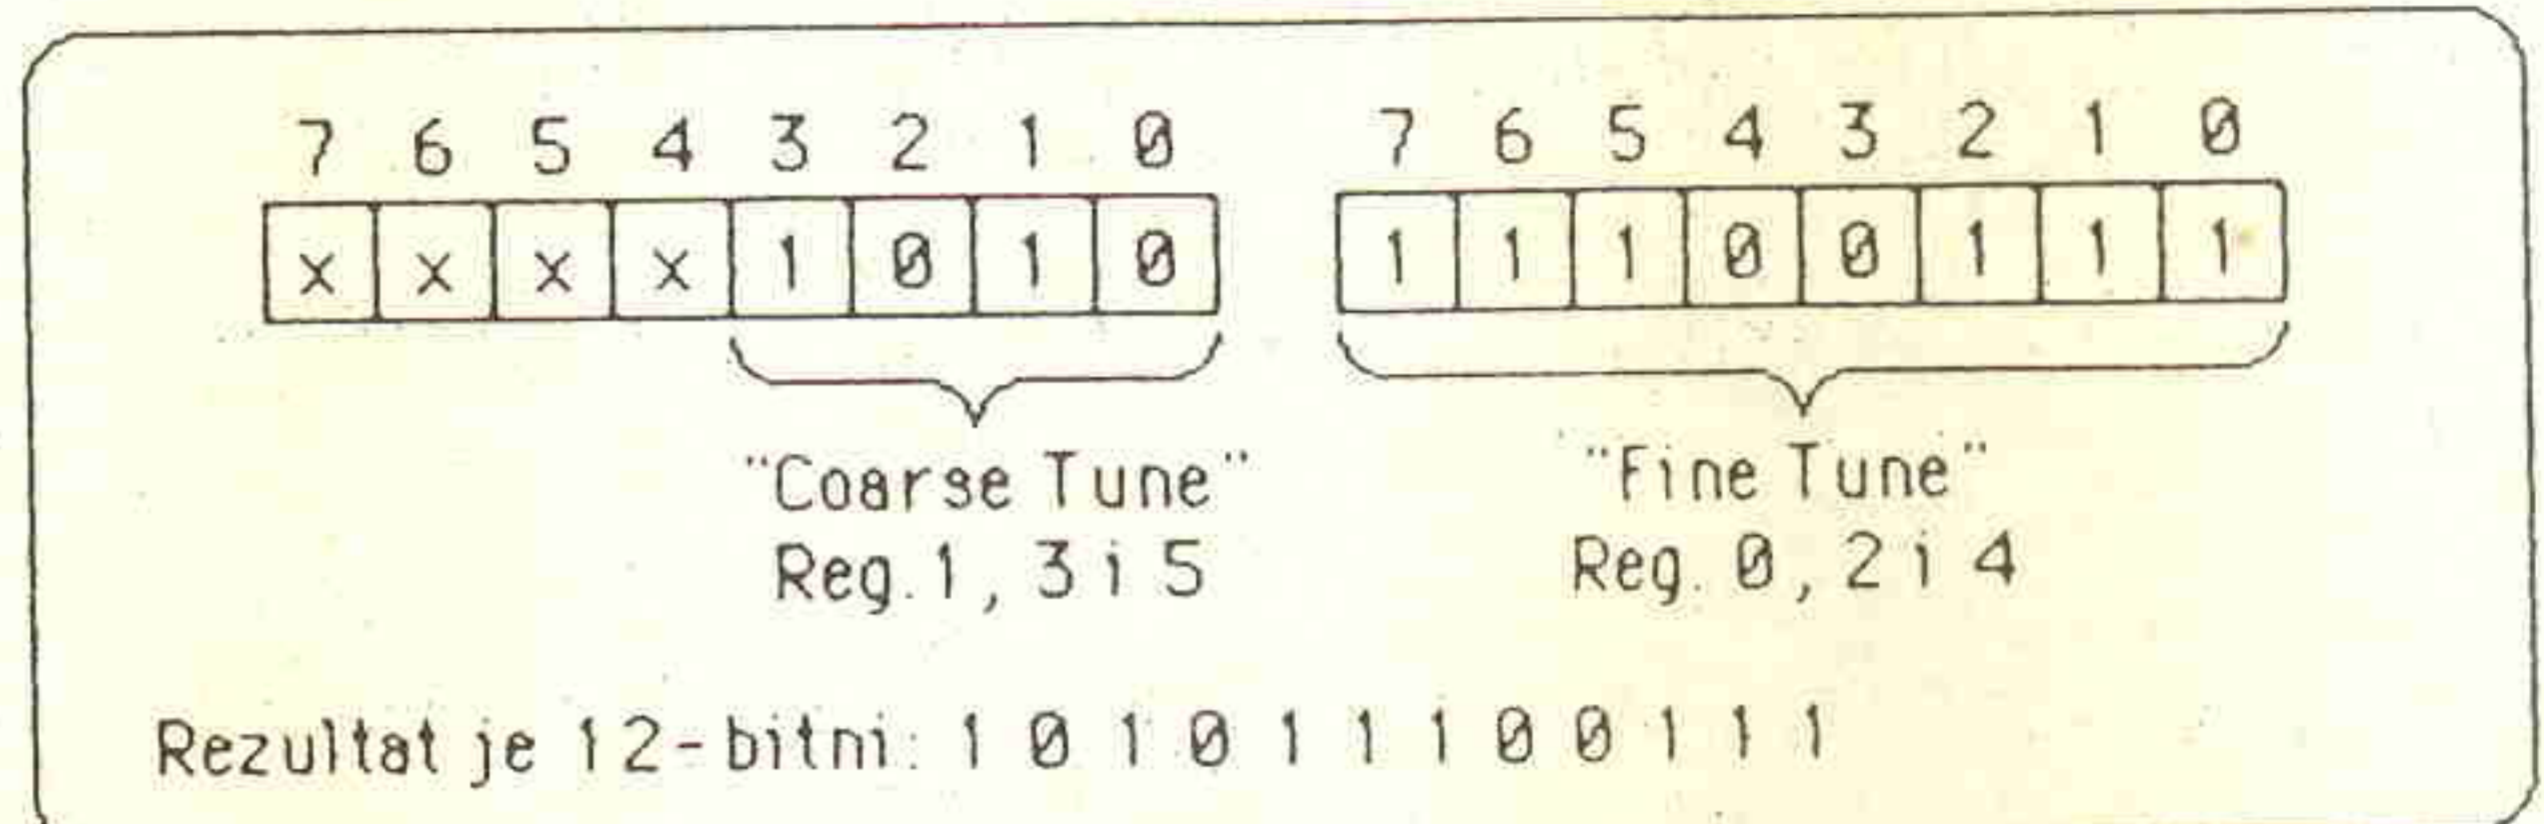 7 6 5 4 3 2 1 0 7 6 5 4 3 2 1 0
x x x x 1 0 1 0 1 1 1 0 0 1 1 1
"Coarse Tune" "Fine Tune"
Reg. 1, 3 i 5 Reg. 0, 2 i 4
Rezultat je 12-bitni: 1 0 1 0 1 1 1 0 0 1 1 1